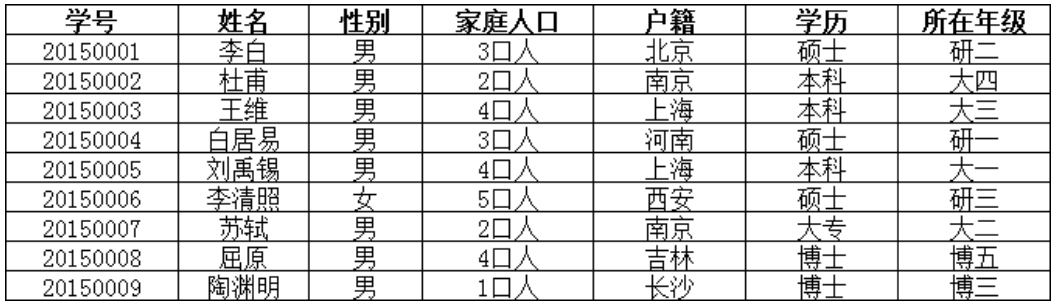 学号 姓名 性别 家庭人口 户籍 学历 所在年级
20150001 李白 男 3口人 北京 硕士 研二
20150002 杜甫 男 2口人 南京 本科 大四
20150003 王维 男 4口人 上海 本科 大三
20150004 白居易 男 3口人 河南 硕士 研一
20150005 刘禹锡 男 4口人 上海 本科 大一
20150006 李清照 女 5口人 西安 硕士 研三
20150007 苏轼 男 2口人 南京 大专 大二
20150008 屈原 男 4口人 吉林 博士 博五
20150009 陶渊明 男 1口人 长沙 博士 博三